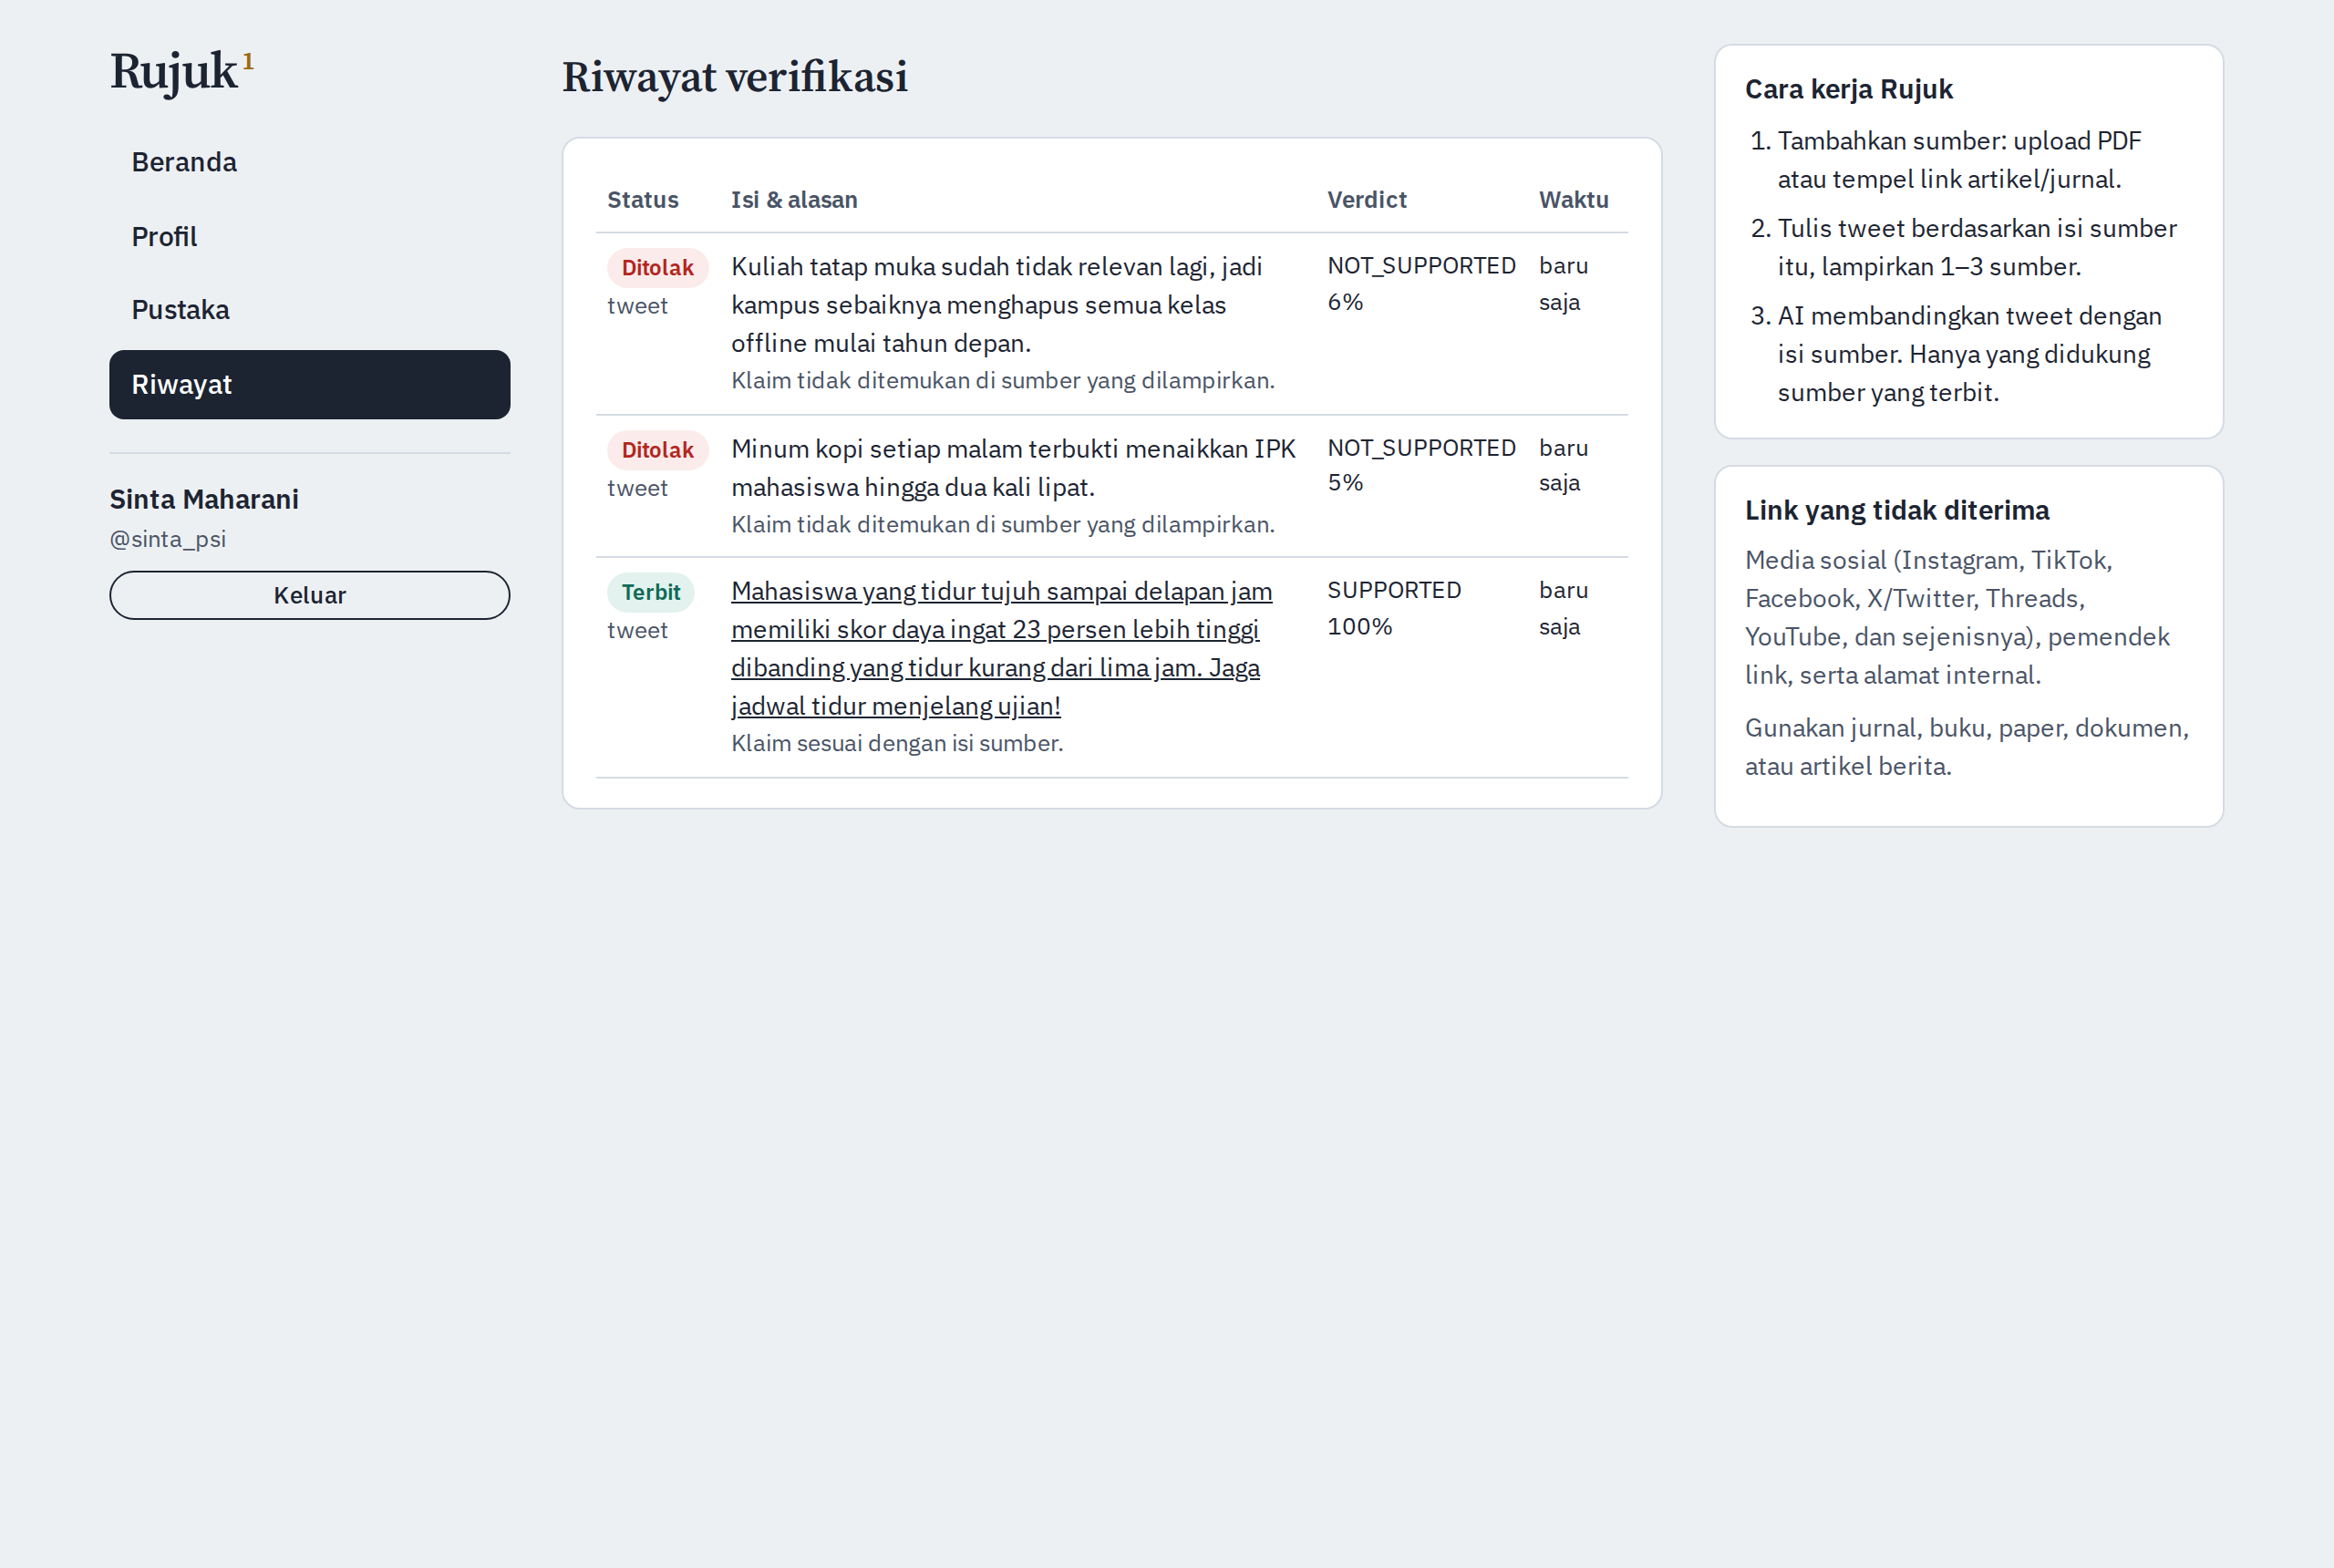 Rujuk1
Beranda
Profil
Pustaka
Riwayat
Sinta Maharani
@sinta_psi
Keluar
Riwayat verifikasi
Status Isi & alasan Verdict Waktu
Ditolak
tweet
Kuliah tatap muka sudah tidak relevan lagi, jadi
kampus sebaiknya menghapus semua kelas
offline mulai tahun depan.
Klaim tidak ditemukan di sumber yang dilampirkan.
NOT_SUPPORTED
6%
baru
saja
Ditolak
tweet
Minum kopi setiap malam terbukti menaikkan IPK
mahasiswa hingga dua kali lipat.
Klaim tidak ditemukan di sumber yang dilampirkan.
NOT_SUPPORTED
5%
baru
saja
Terbit
tweet
Mahasiswa yang tidur tujuh sampai delapan jam
memiliki skor daya ingat 23 persen lebih tinggi
dibanding yang tidur kurang dari lima jam. Jaga
jadwal tidur menjelang ujian!
Klaim sesuai dengan isi sumber.
SUPPORTED
100%
baru
saja
Cara kerja Rujuk
1. Tambahkan sumber: upload PDF
atau tempel link artikel/jurnal.
2. Tulis tweet berdasarkan isi sumber
itu, lampirkan 1–3 sumber.
3. AI membandingkan tweet dengan
isi sumber. Hanya yang didukung
sumber yang terbit.
Link yang tidak diterima
Media sosial (Instagram, TikTok,
Facebook, X/Twitter, Threads,
YouTube, dan sejenisnya), pemendek
link, serta alamat internal.
Gunakan jurnal, buku, paper, dokumen,
atau artikel berita.